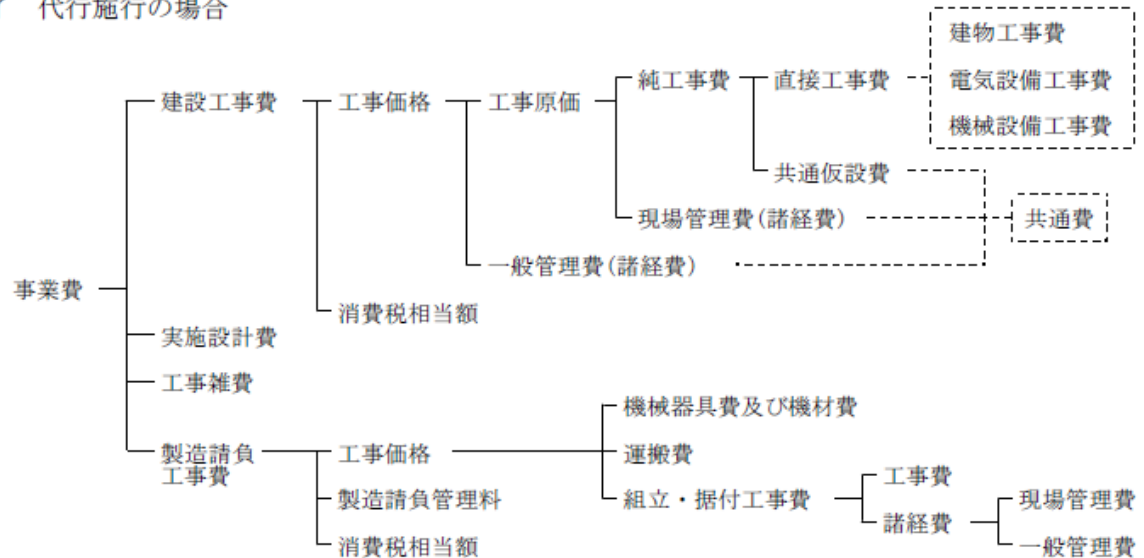 代行施行の場合
建物工事費
純工事費
直接工事費
電気設備工事費
建設工事費
工事価格
工事原価
機械設備工事費
共通仮設費
現場管理費(諸経費)
共通費
一般管理費(諸経費)
事業費
消費税相当額
実施設計費
工事雑費
機械器具費及び機材費
製造請負
工事費
工事価格
運搬費
工事費
製造請負管理料
組立・据付工事費
現場管理費
諸経費
消費税相当額
一般管理費